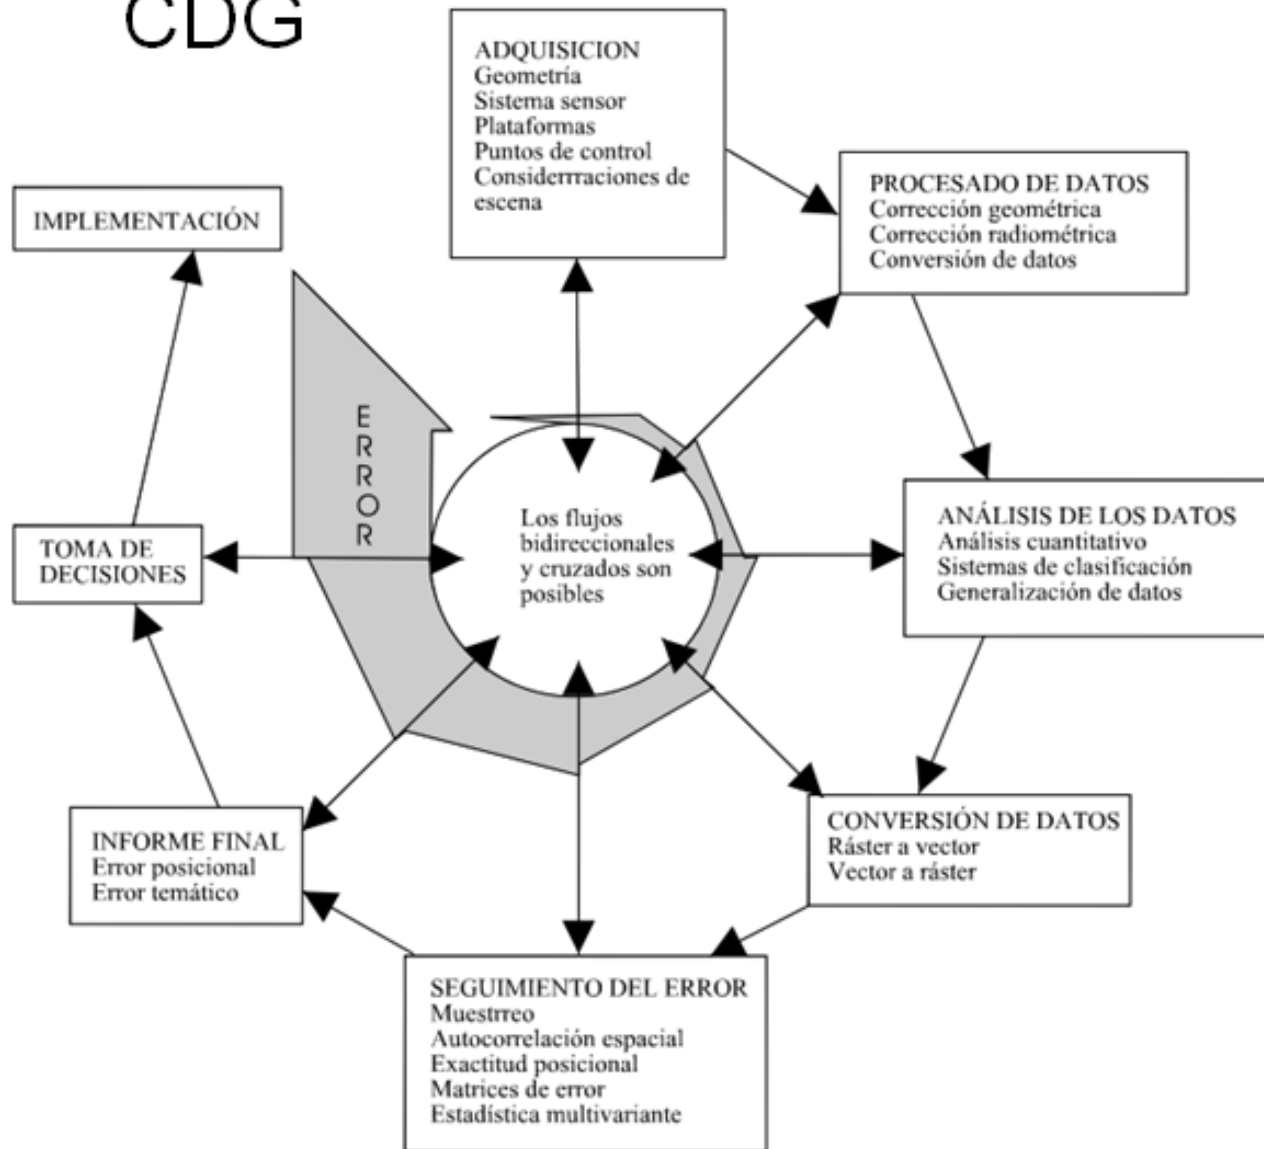 CDG
ADQUISICION
Geometría
Sistema sensor
Plataformas
Puntos de control
Considerrraciones de
escena
PROCESADO DE DATOS
Corrección geométrica
Corrección radiométrica
Conversión de datos
ANÁLISIS DE LOS DATOS
Análisis cuantitativo
Sistemas de clasificación
Generalización de datos
CONVERSIÓN DE DATOS
Ráster a vector
Vector a ráster
SEGUIMIENTO DEL ERROR
Muestrreo
Autocorrelación espacial
Exactitud posicional
Matrices de error
Estadística multivariante
INFORME FINAL
Error posicional
Error temático
TOMA DE
DECISIONES
IMPLEMENTACIÓN
ERROR
Los flujos
bidireccionales
y cruzados son
posibles